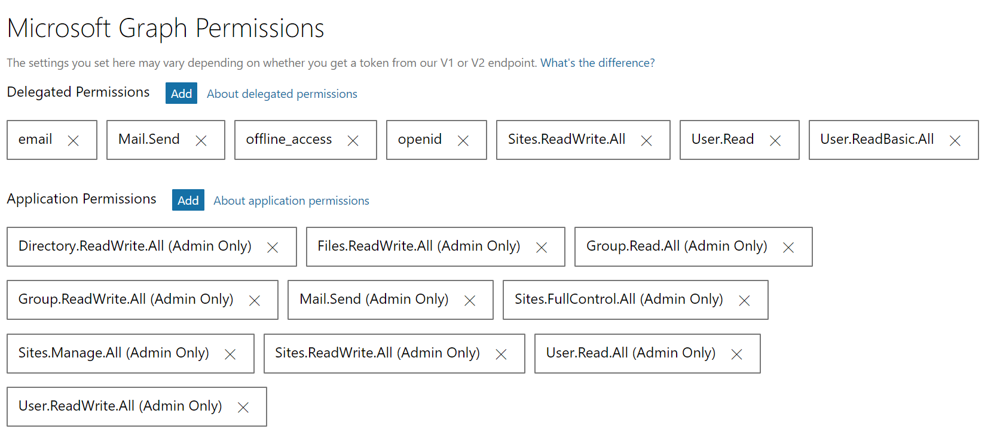 Microsoft Graph Permissions
The settings you set here may vary depending on whether you get a token from our V1 or V2 endpoint. What's the difference?
Delegated Permissions Add About delegated permissions
email Mail.Send offline_access openid Sites.ReadWrite.All User.Read User.ReadBasic.All
Application Permissions Add About application permissions
Directory.ReadWrite.All (Admin Only) Files.ReadWrite.All (Admin Only) Group.Read.All (Admin Only)
Group.ReadWrite.All (Admin Only) Mail.Send (Admin Only) Sites.FullControl.All (Admin Only)
Sites.Manage.All (Admin Only) Sites.ReadWrite.All (Admin Only) User.Read.All (Admin Only)
User.ReadWrite.All (Admin Only)